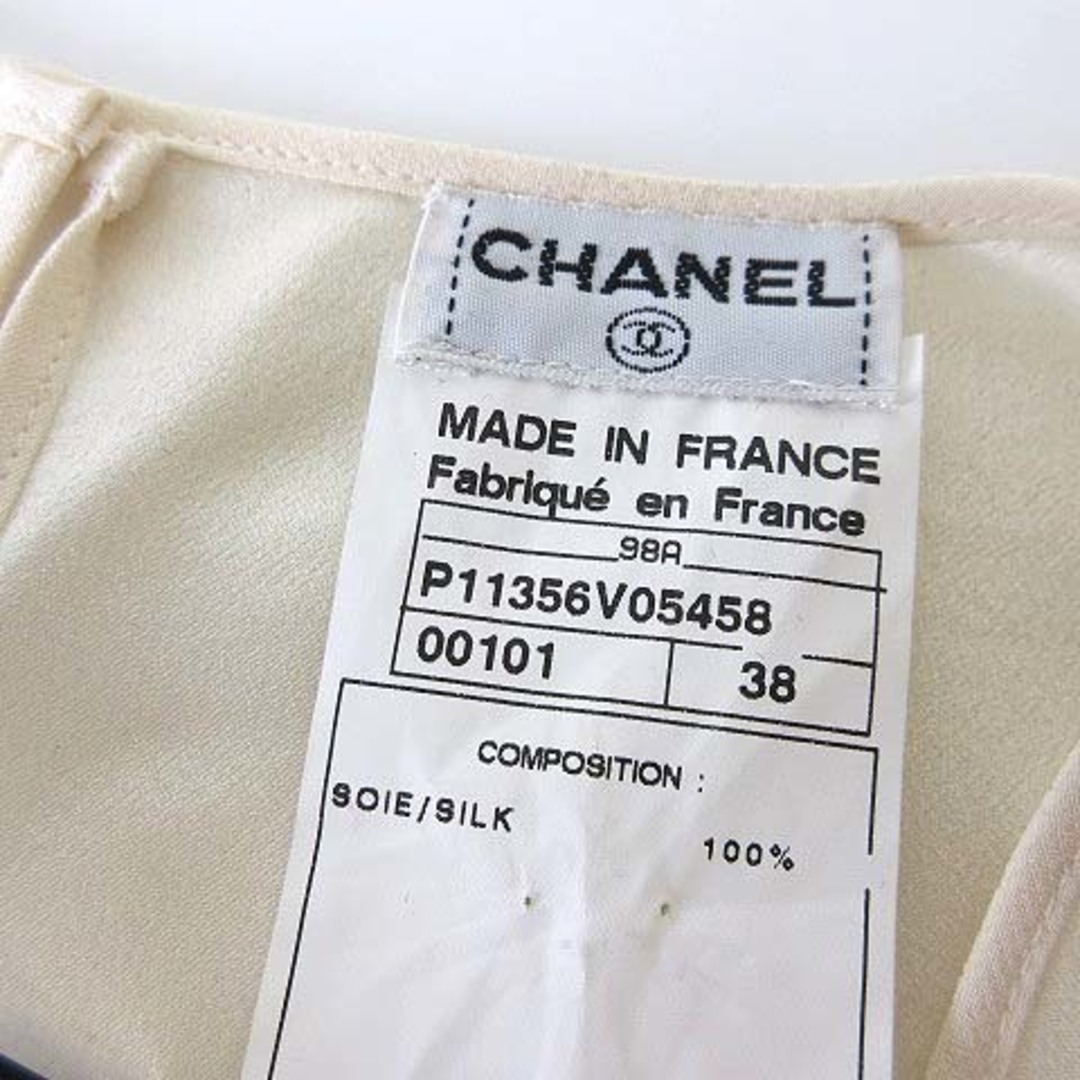 CHANEL
MADE IN FRANCE
Fabriqué en France
98A
P11356V05458
00101 38
COMPOSITION :
SOIE/SILK
100%